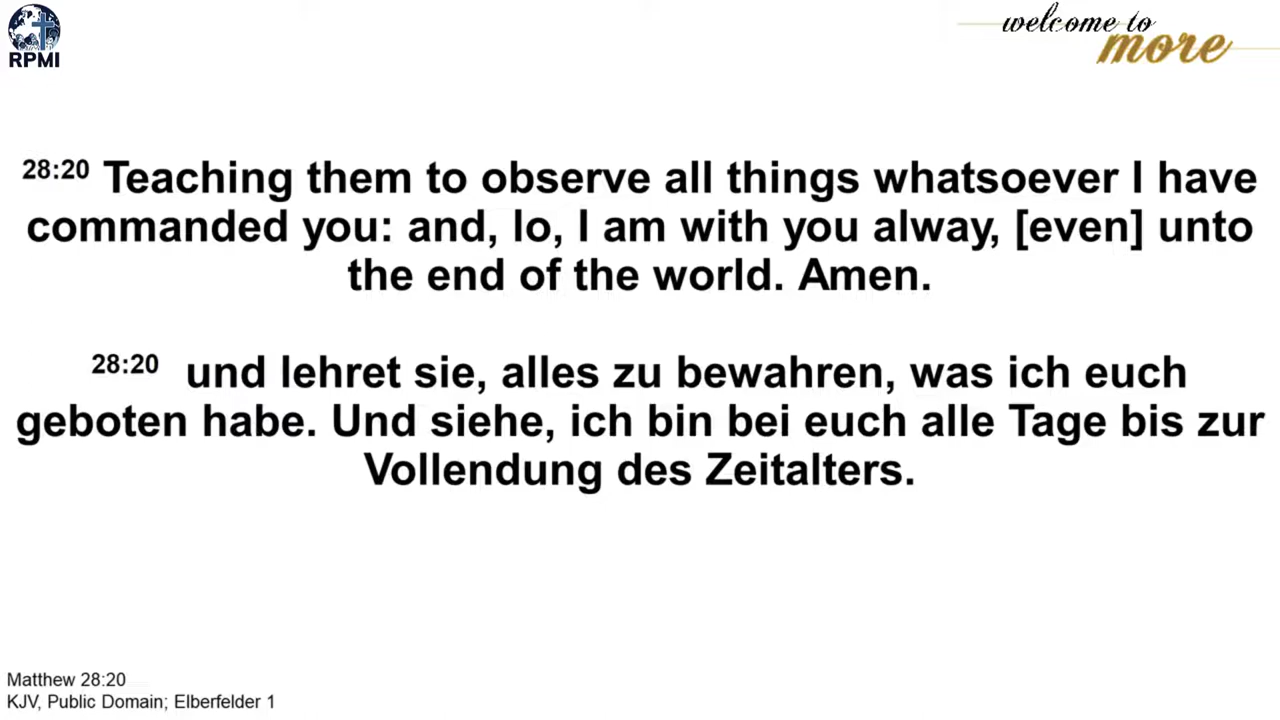 RPMI
welcome to
more
28:20 Teaching them to observe all things whatsoever I have
commanded you: and, lo, I am with you alway, [even] unto
the end of the world. Amen.
28:20 und lehret sie, alles zu bewahren, was ich euch
geboten habe. Und siehe, ich bin bei euch alle Tage bis zur
Vollendung des Zeitalters.
Matthew 28:20
KJV, Public Domain; Elberfelder 1